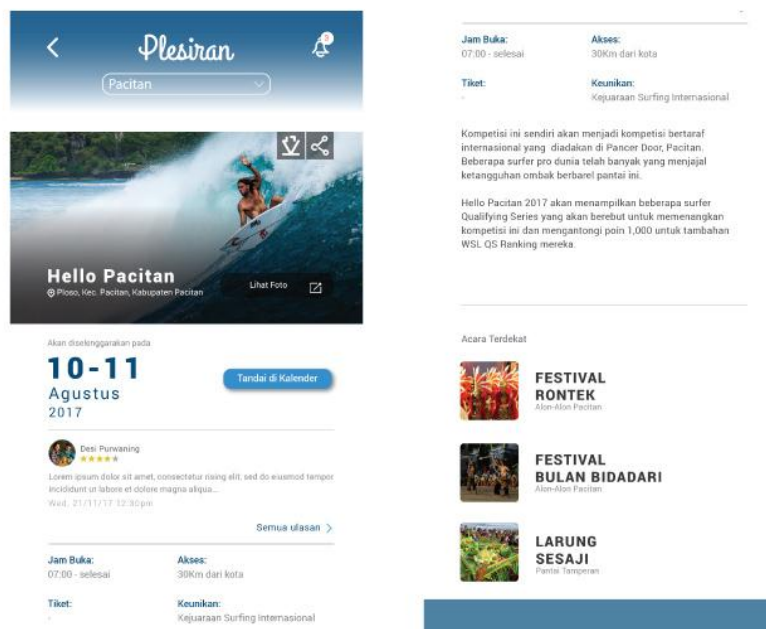 Plesiran
3
Pacitan
Hello Pacitan
Ploso, Kec. Pacitan, Kabupaten Pacitan
Lihat Foto
Akan diselenggarakan pada
10-11
Agustus
2017
Tandai di Kalender
Desi Purwaning
Lorem ipsum dolor sit amet, consectetur rising elit, sed do eiusmod tempor
incididunt ut labore et dolore magna aliqua...
Wed, 21/11/17 12:30pm
Semua ulasan >
Jam Buka: Akses:
07:00 - selesai 30Km dari kota
Tiket: Keunikan:
- Kejuaraan Surfing Internasional
Jam Buka: Akses:
07:00 - selesai 30Km dari kota
Tiket: Keunikan:
- Kejuaraan Surfing Internasional
Kompetisi ini sendiri akan menjadi kompetisi bertaraf
internasional yang diadakan di Pancer Door, Pacitan.
Beberapa surfer pro dunia telah banyak yang menjajal
ketangguhan ombak berbarel pantai ini.
Hello Pacitan 2017 akan menampilkan beberapa surfer
Qualifying Series yang akan berebut untuk memenangkan
kompetisi ini dan mengantongi poin 1,000 untuk tambahan
WSL QS Ranking mereka.
Acara Terdekat
FESTIVAL
RONTEK
Alon-Alon Pacitan
FESTIVAL
BULAN BIDADARI
Alon-Alon Pacitan
LARUNG
SESAJI
Pantai Tamperan